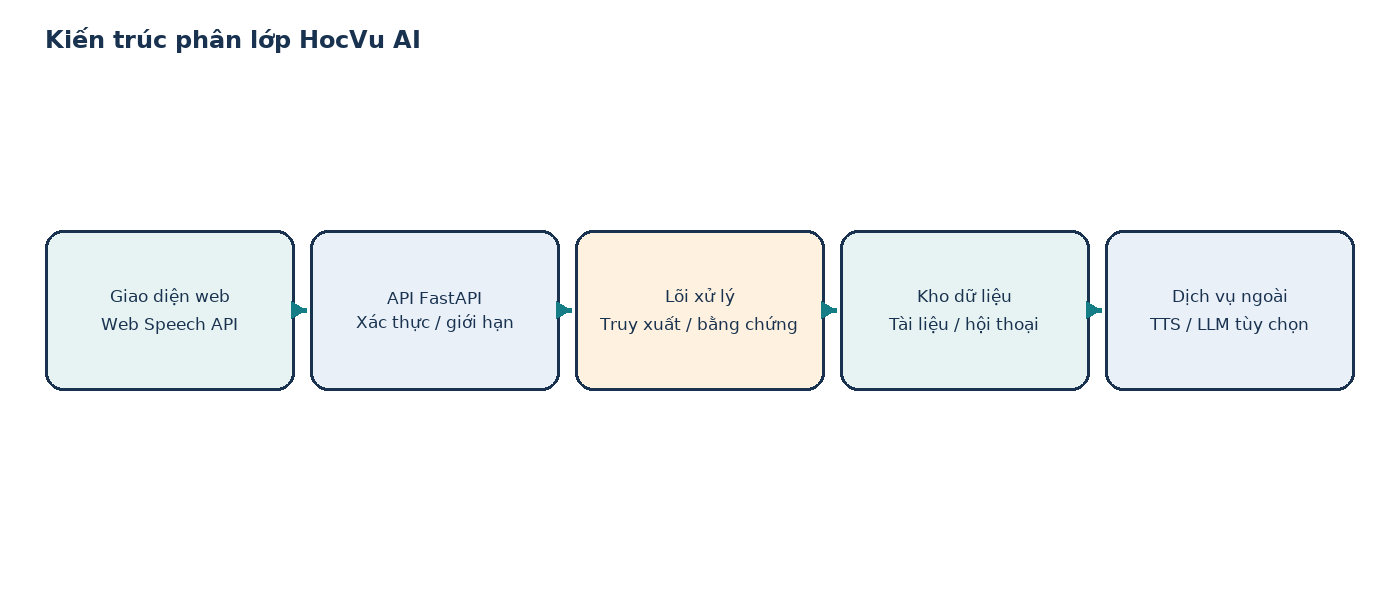 Kiến trúc phân lớp HocVu AI
Giao diện web
Web Speech API
API FastAPI
Xác thực / giới hạn
Lõi xử lý
Truy xuất / bằng chứng
Kho dữ liệu
Tài liệu / hội thoại
Dịch vụ ngoài
TTS / LLM tùy chọn